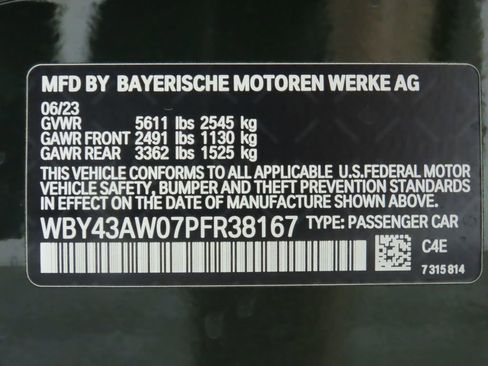 MFD BY BAYERISCHE MOTOREN WERKE AG
06/23
GVWR 5611 lbs 2545 kg
GAWR FRONT 2491 lbs 1130 kg
GAWR REAR 3362 lbs 1525 kg
THIS VEHICLE CONFORMS TO ALL APPLICABLE U.S.FEDERAL MOTOR
VEHICLE SAFETY, BUMPER AND THEFT PREVENTION STANDARDS
IN EFFECT ON THE DATE OF MANUFACTURE SHOWN ABOVE.
WBY43AW07PFR38167 TYPE: PASSENGER CAR
C4E
7 315 814